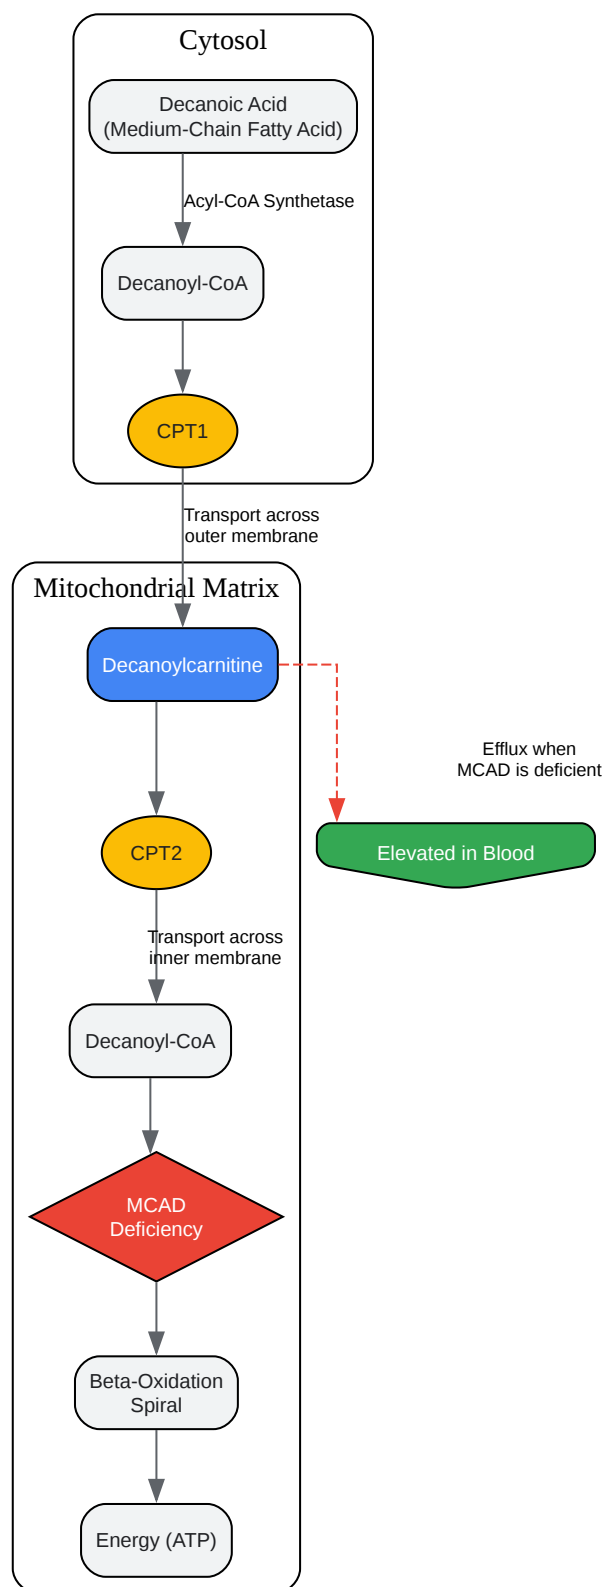 Cytosol
Decanoic Acid
(Medium-Chain Fatty Acid)
Acyl-CoA Synthetase
Decanoyl-CoA
CPT1
Transport across
outer membrane
Mitochondrial Matrix
Decanoylcarnitine
Efflux when
MCAD is deficient
CPT2
Elevated in Blood
Transport across
inner membrane
Decanoyl-CoA
MCAD
Deficiency
Beta-Oxidation
Spiral
Energy (ATP)